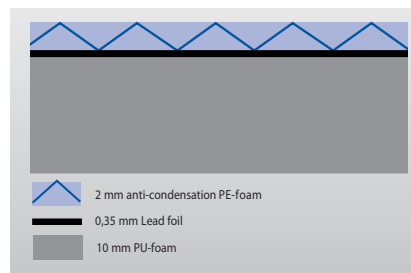 2 mm anti-condensation PE-foam
0,35 mm Lead foil
10 mm PU-foam